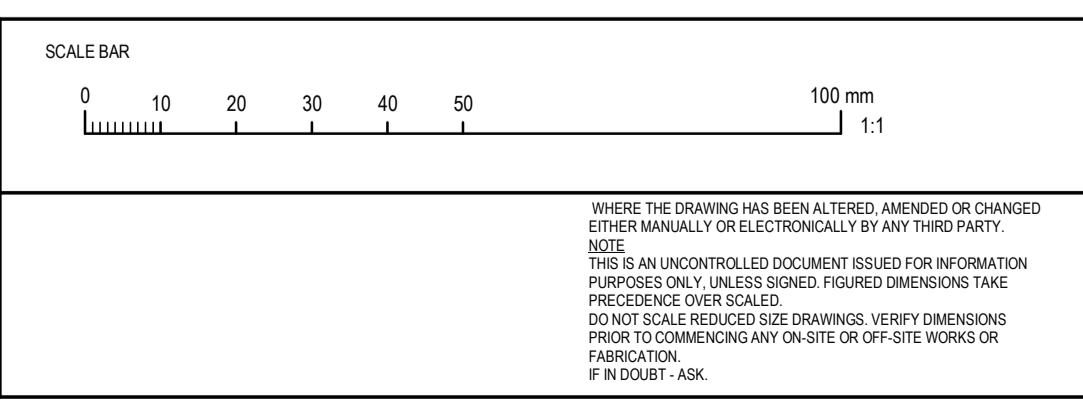 SCALE BAR
0 10 20 30 40 50 100 mm
1:1
WHERE THE DRAWING HAS BEEN ALTERED, AMENDED OR CHANGED
EITHER MANUALLY OR ELECTRONICALLY BY ANY THIRD PARTY.
NOTE
THIS IS AN UNCONTROLLED DOCUMENT ISSUED FOR INFORMATION
PURPOSES ONLY, UNLESS SIGNED. FIGURED DIMENSIONS TAKE
PRECEDENCE OVER SCALED.
DO NOT SCALE REDUCED SIZE DRAWINGS. VERIFY DIMENSIONS
PRIOR TO COMMENCING ANY ON-SITE OR OFF-SITE WORKS OR
FABRICATION.
IF IN DOUBT - ASK.